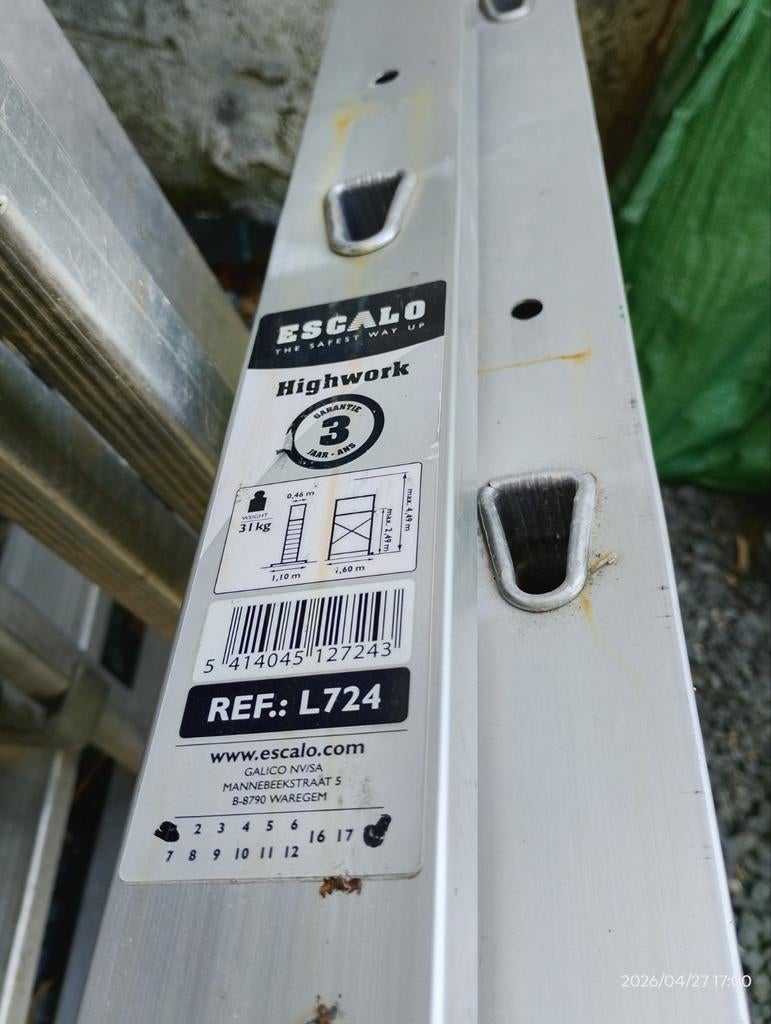 ESCALO
THE SAFEST WAY UP
Highwork
GARANTIE
3
JAAR - ANS
WEIGHT
31kg
0,46 m
1,10 m
1,60 m
max. 2,49 m
max. 4,49 m
5 414045 127243
REF.: L724
www.escalo.com
GALICO NV/SA
MANNEBEEKSTRAAT 5
B-8790 WAREGEM
2 3 4 5 6 16 17
7 8 9 10 11 12
2026/04/27 17:00